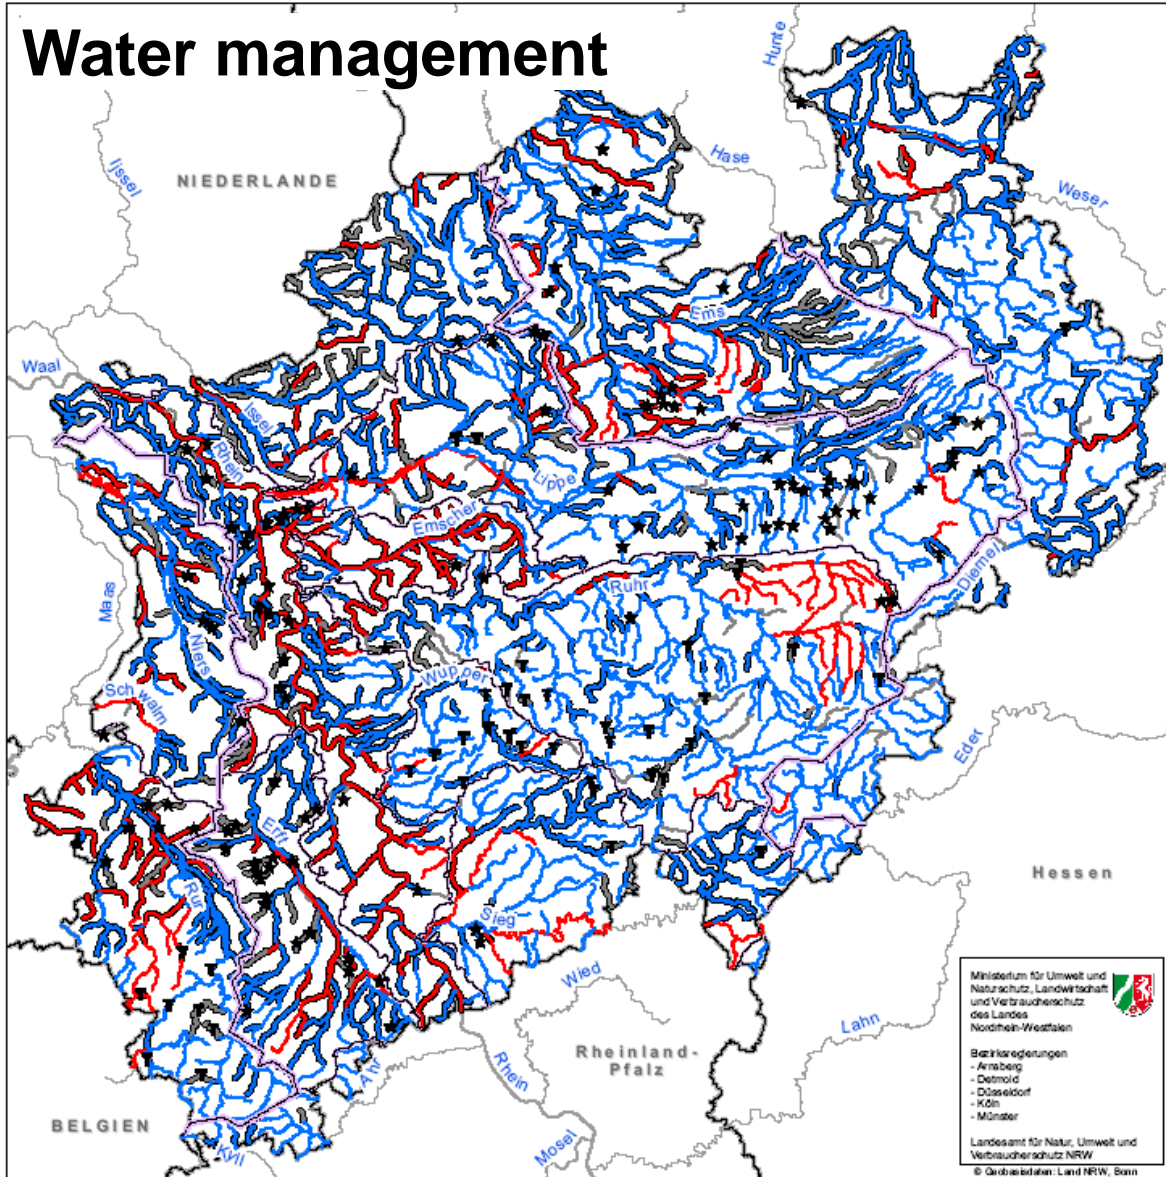 Water management
Hunte
Ijssel
NIEDERLANDE
Hase
Weser
Ems
Waal
Issel
Rhein
Lippe
Emscher
Maas
Ruhr
Diemel
Niers
Wupper
Schwalm
Eder
Erft
Hessen
Rur
Sieg
Wied
Lahn
Rhein
Rheinland-
Pfalz
Ahr
BELGIEN
Kyll
Mosel
Ministerium für Umwelt und
Naturschutz, Landwirtschaft
und Verbraucherschutz
des Landes
Nordrhein-Westfalen
Bezirksregierungen
- Arnsberg
- Detmold
- Düsseldorf
- Köln
- Münster
Landesamt für Natur, Umwelt und
Verbraucherschutz NRW
© Geobasisdaten: Land NRW, Bonn